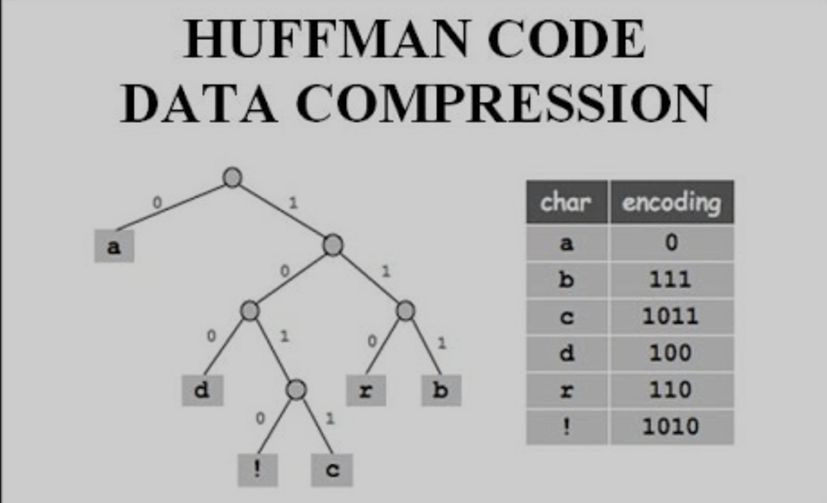 HUFFMAN CODE
DATA COMPRESSION
0 1
a
0 1
0 1 0 1
d r b
0 1
! c
char encoding
a 0
b 111
c 1011
d 100
r 110
! 1010